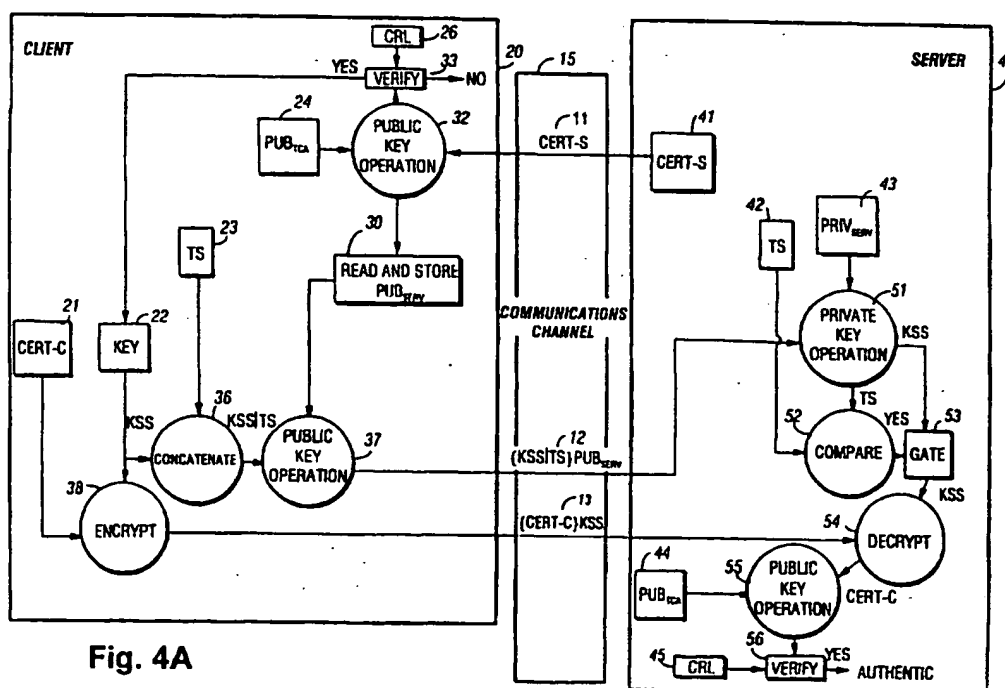 CLIENT
CRL
26
33
20
YES
VERIFY
NO
24
PUB TCA
32
PUBLIC
KEY
OPERATION
23
TS
30
READ AND STORE
PUB
21
CERT-C
22
KEY
KSS
36
CONCATENATE
KSS|TS
PUBLIC
KEY
OPERATION
37
38
ENCRYPT
15
11
CERT-S
COMMUNICATIONS
CHANNEL
12
{KSS|TS}PUB SERV
13
{CERT-C}KSS
SERVER
4
41
CERT-S
42
TS
43
PRIV SERV
51
PRIVATE
KEY
OPERATION
KSS
TS
52
YES
53
COMPARE
GATE
KSS
54
DECRYPT
44
PUB TCA
55
PUBLIC
KEY
OPERATION
CERT-C
56
45
CRL
VERIFY
YES
AUTHENTIC
Fig. 4A